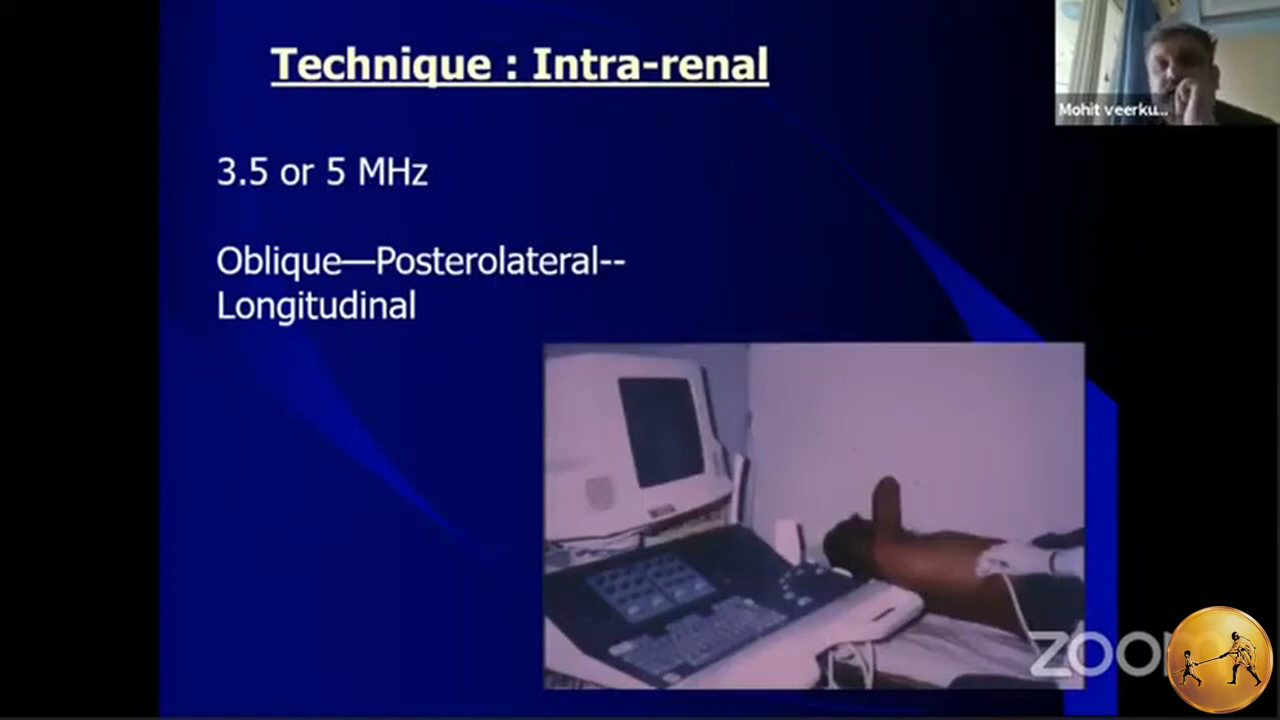 Technique : Intra-renal
Mohit veerku...
3.5 or 5 MHz
Oblique—Posterolateral--
Longitudinal
zoom